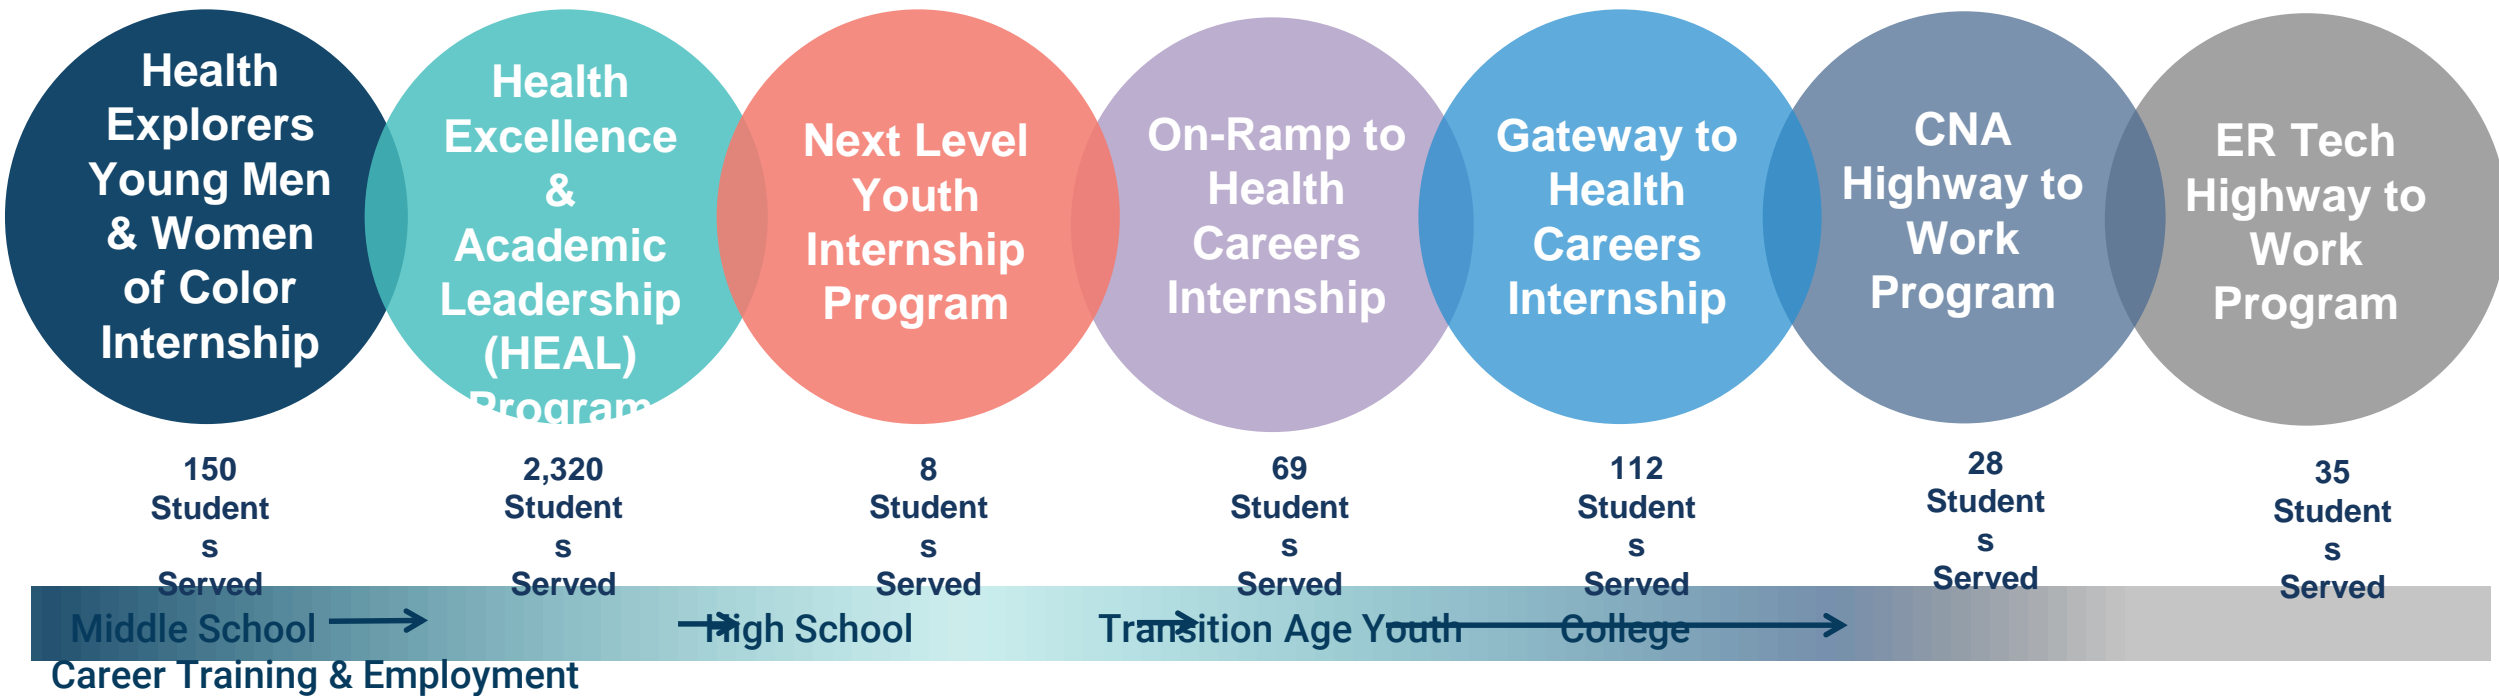 Health
Explorers
Young Men
& Women
of Color
Internship
Health
Excellence
&
Academic
Leadership
(HEAL)
Program
Next Level
Youth
Internship
Program
On-Ramp to
Health
Careers
Internship
Gateway to
Health
Careers
Internship
CNA
Highway to
Work
Program
ER Tech
Highway to
Work
Program
150
Student
s
Served
2,320
Student
s
Served
8
Student
s
Served
69
Student
s
Served
112
Student
s
Served
28
Student
s
Served
35
Student
s
Served
Middle School High School Transition Age Youth College
Career Training & Employment